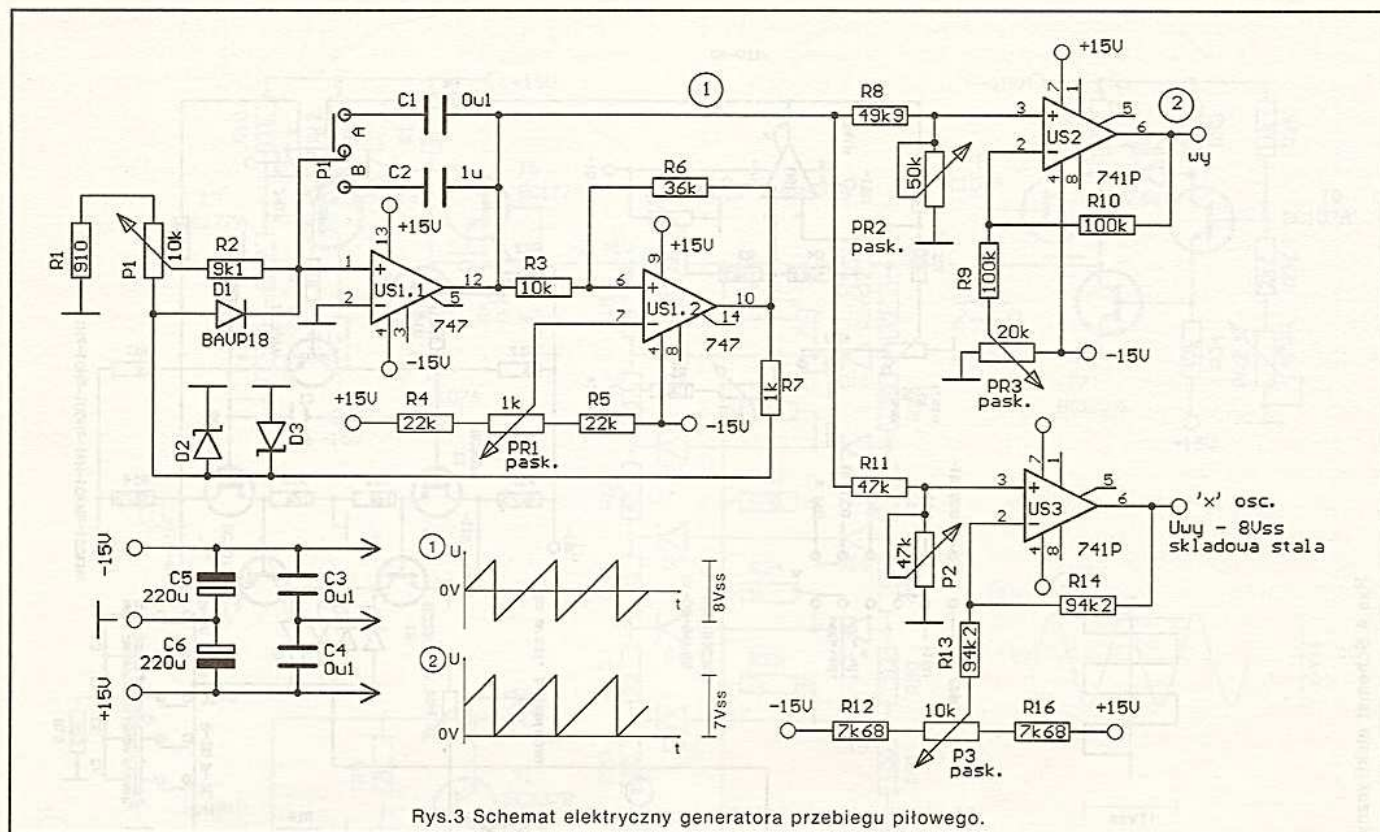 +15V
1
2
C1 0u1
A
P1
B
C2 1u
R8
49k9
3
+
US2
-
2
7
1
5
6
4
8
741P
wy
50k
PR2
pask.
R10
100k
R9
100k
20k
-15V
PR3
pask.
R6
36k
R1
910
P1
10k
R2
9k1
D1
BAVP18
+15V
13
1
+
US1.1
-
2
12
5
4
3
747
-15V
R3
10k
+15V
9
6
+
US1.2
-
7
10
14
4
8
747
R7
1k
+15V
R4
22k
1k
PR1
pask.
R5
22k
-15V
D2
D3
R11
47k
47k
P2
3
+
US3
-
2
7
1
5
6
4
8
741P
'x' osc.
Uwy - 8Vss
skladowa stala
R14
94k2
R13
94k2
-15V
R12
7k68
10k
P3
pask.
R16
7k68
+15V
-15V
C5
220u
C3
0u1
C6
220u
C4
0u1
+15V
1
U
0V
t
8Vss
2
U
0V
t
7Vss
Rys.3 Schemat elektryczny generatora przebiegu piłowego.